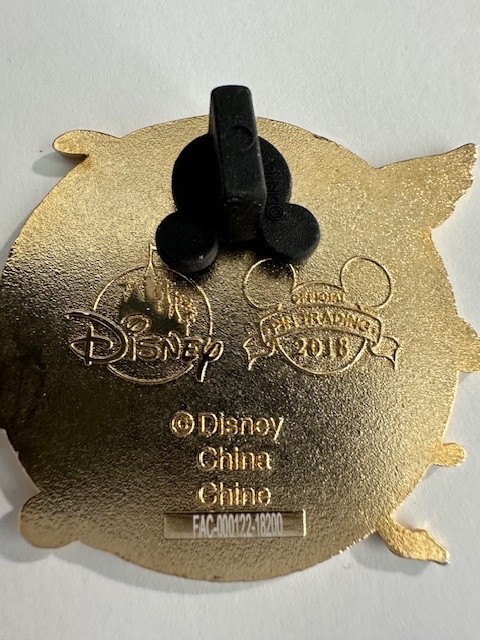 Disney
OFFICIAL
PIN TRADING
2018
©Disney
China
Chine
FAC-000122-18200